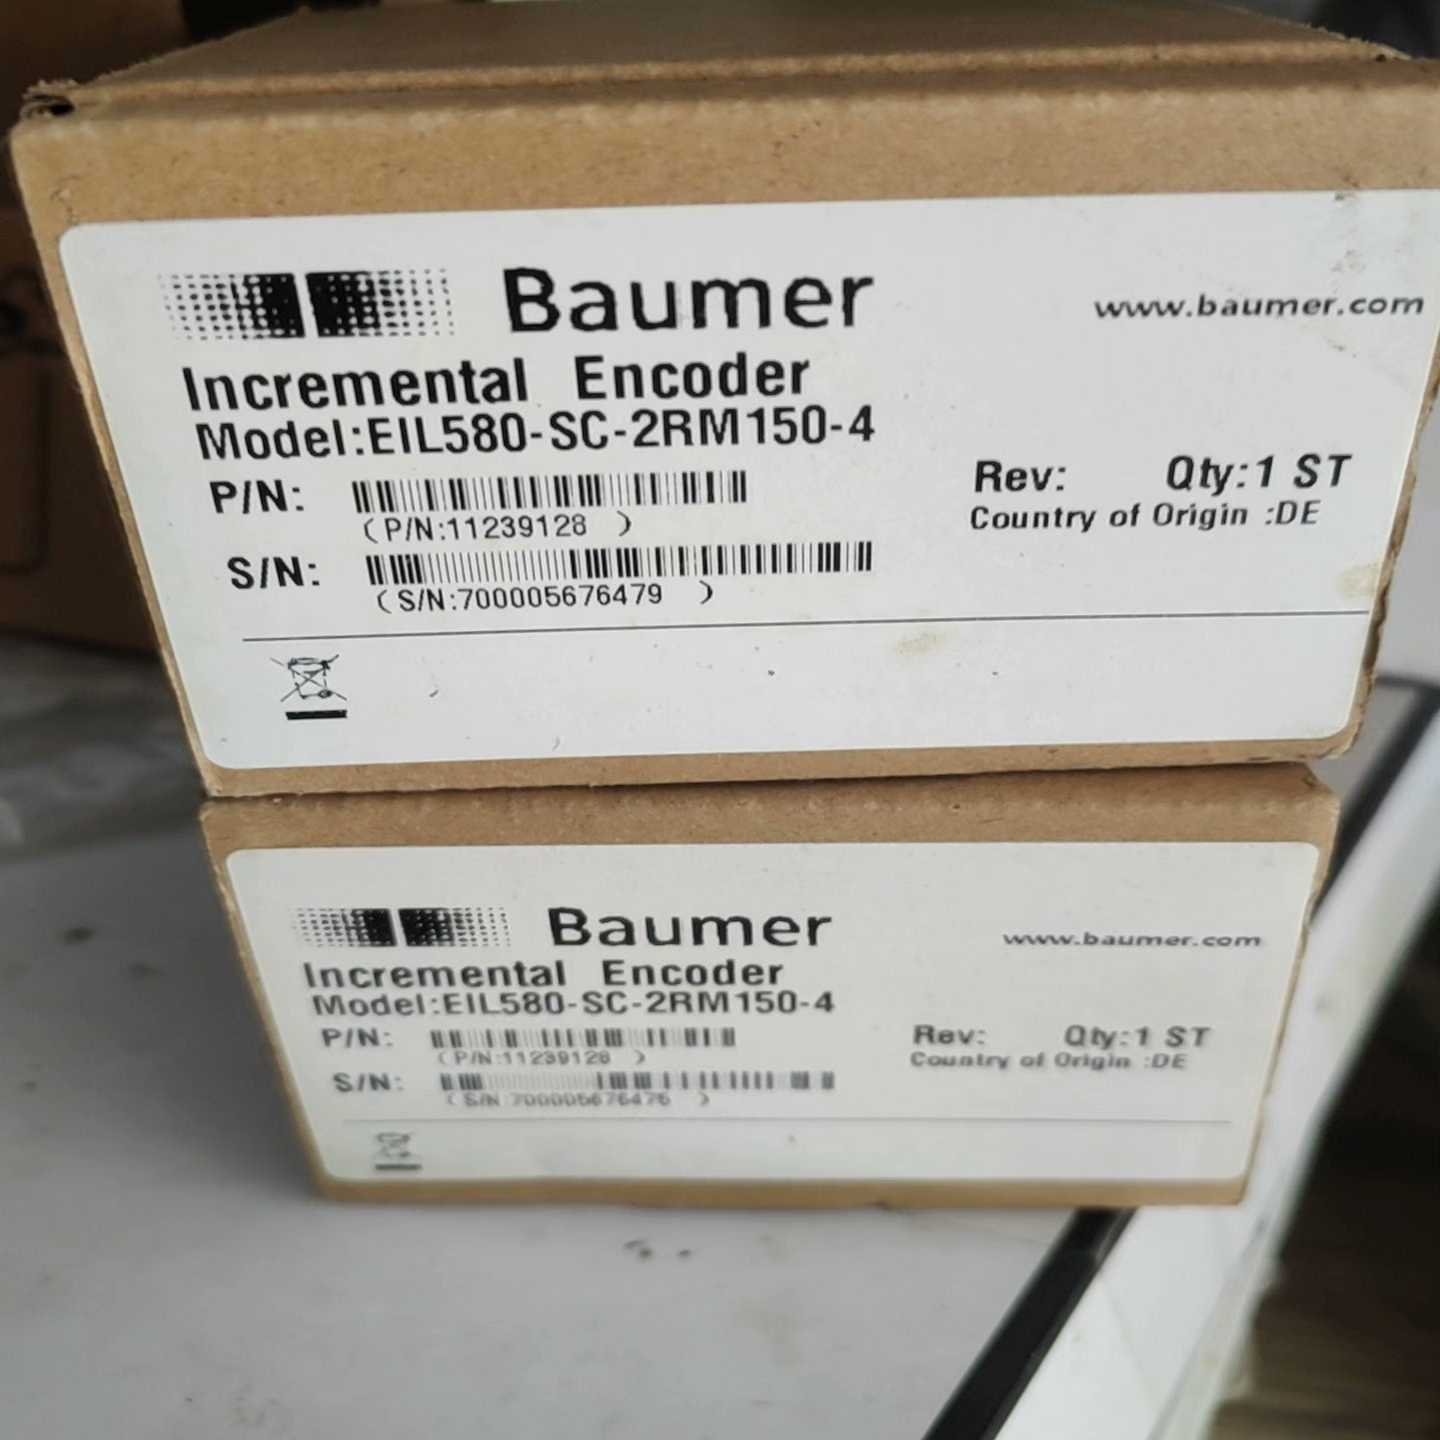 Baumer
www.baumer.com
Incremental Encoder
Model:EIL580-SC-2RM150-4
P/N:
(P/N:11239128 )
Rev: Qty:1 ST
Country of Origin :DE
S/N:
(S/N:700005676479 )
Baumer
www.baumer.com
Incremental Encoder
Model:EIL580-SC-2RM150-4
P/N:
(P/N:11239128 )
Rev: Qty:1 ST
Country of Origin :DE
S/N: